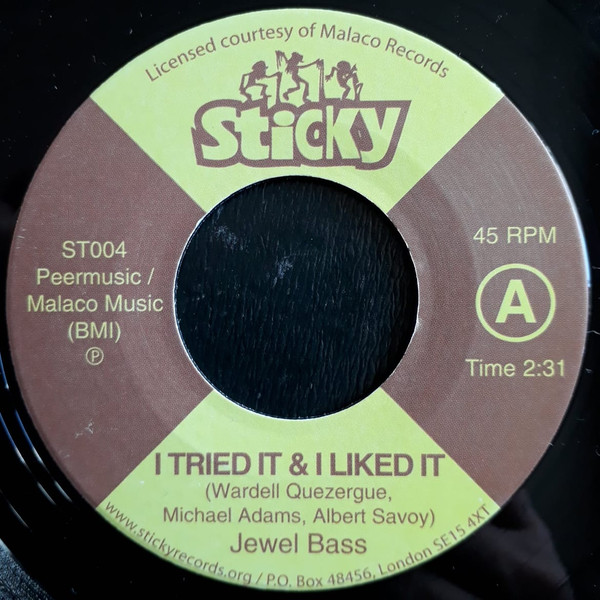 Licensed courtesy of Malaco Records
Sticky
ST004
Peermusic /
Malaco Music
(BMI)
℗
45 RPM
A
Time 2:31
I TRIED IT & I LIKED IT
(Wardell Quezergue,
Michael Adams, Albert Savoy)
Jewel Bass
www.stickyrecords.org / P.O. Box 48456, London SE15 4XT